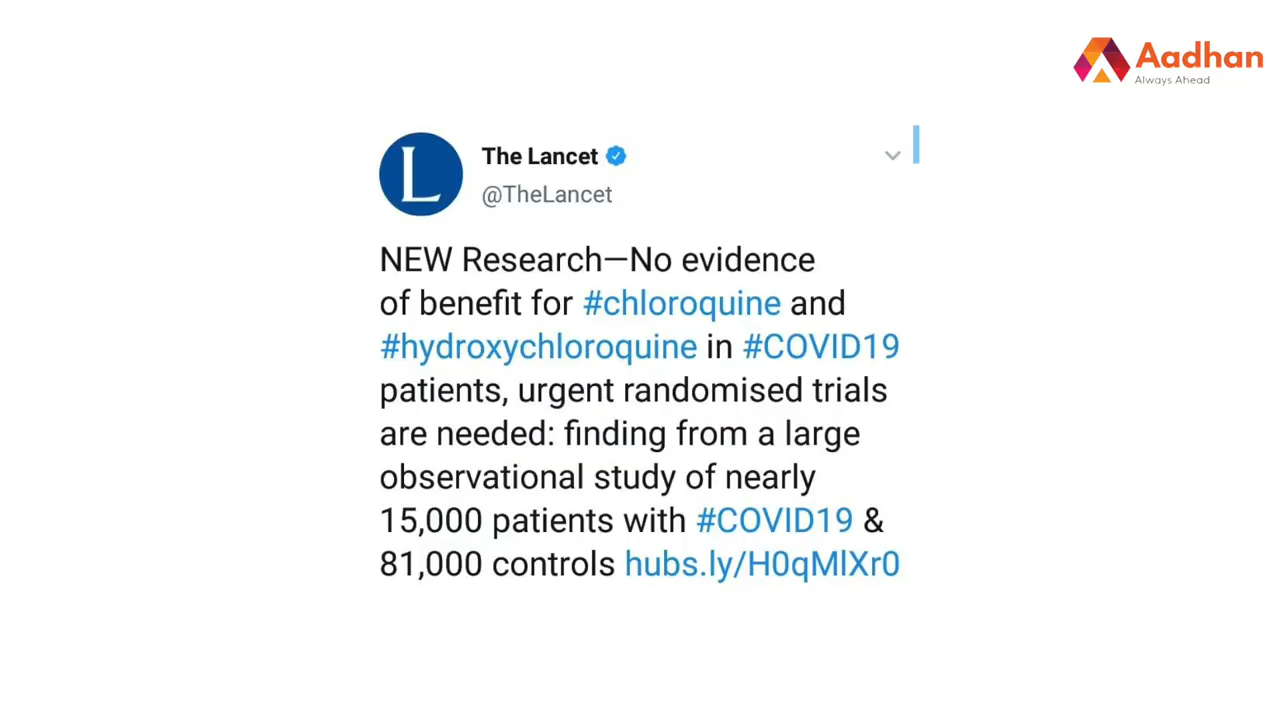 Aadhan
Always Ahead
The Lancet
@TheLancet
NEW Research—No evidence
of benefit for #chloroquine and
#hydroxychloroquine in #COVID19
patients, urgent randomised trials
are needed: finding from a large
observational study of nearly
15,000 patients with #COVID19 &
81,000 controls hubs.ly/H0qMlXr0